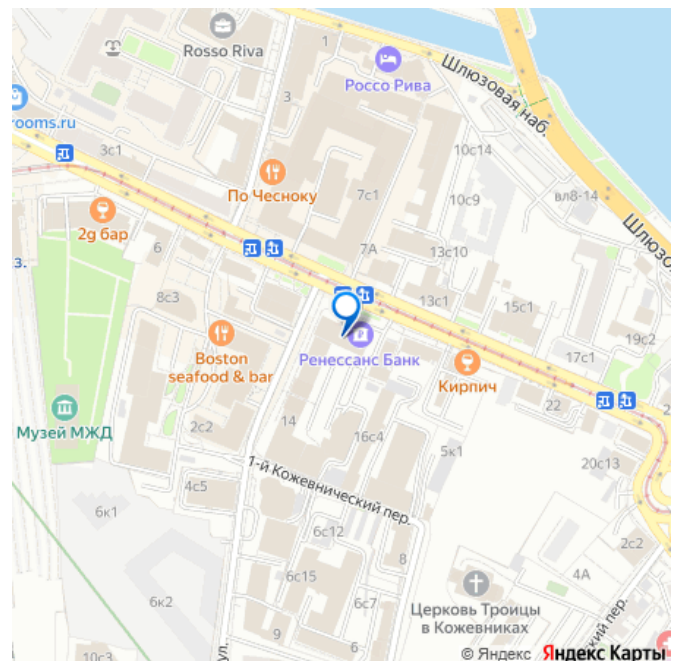 Rosso Riva
1
Россо Рива
Шлюзовая наб.
rooms.ru
3
3с1
10с14
По Чесноку
7с1
10с9
вл8-14
2g бар
Шлюзо
з.
6
7А
13с10
8с3
13с1
15с1
19с2
Boston
seafood & bar
Ренессанс Банк
Кирпич
17с1
Музей МЖД
14
22
2с2
16с4
5к1
20с13
1-й Кожевнический пер.
4с5
6к1
6с12
2с2
8
4А
6с15
6к2
6с7
Церковь Троицы
в Кожевниках
ский пер.
10с3
ул.
9
© Яндекс Яндекс Карты